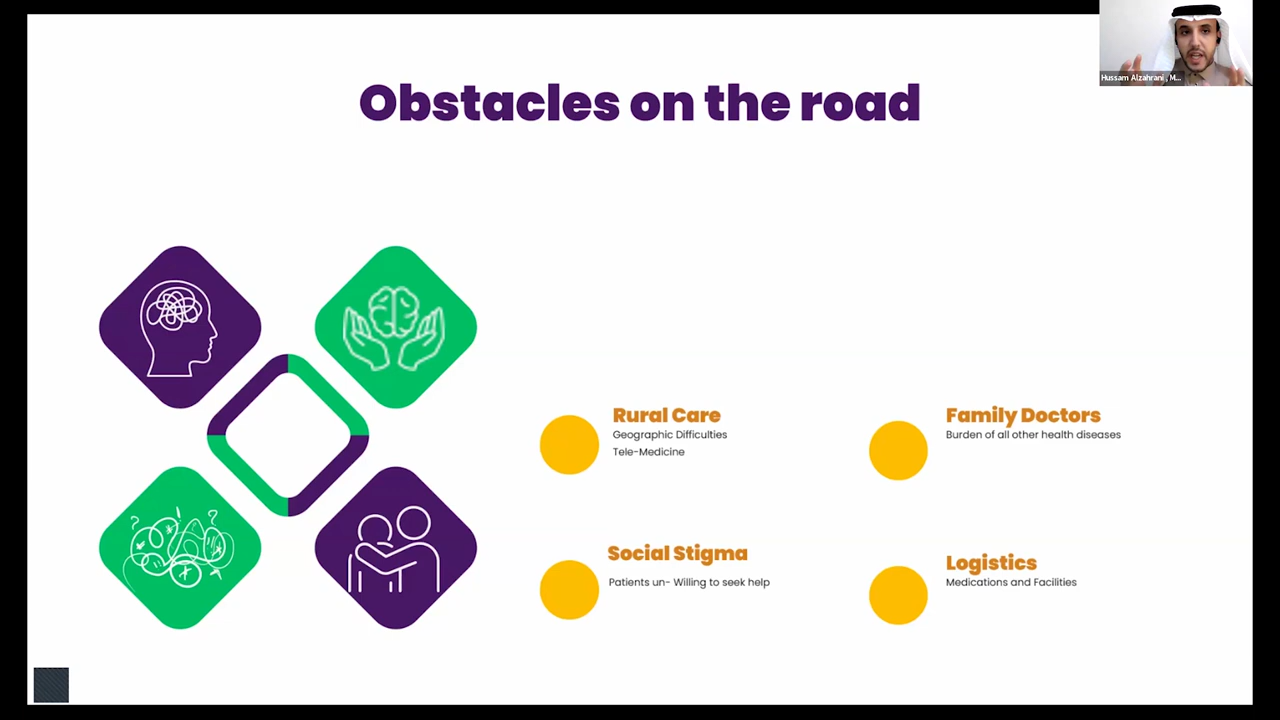 Obstacles on the road
Hussam Alzahrani , M...
Rural Care
Geographic Difficulties
Tele-Medicine
Family Doctors
Burden of all other health diseases
Social Stigma
Patients un- Willing to seek help
Logistics
Medications and Facilities